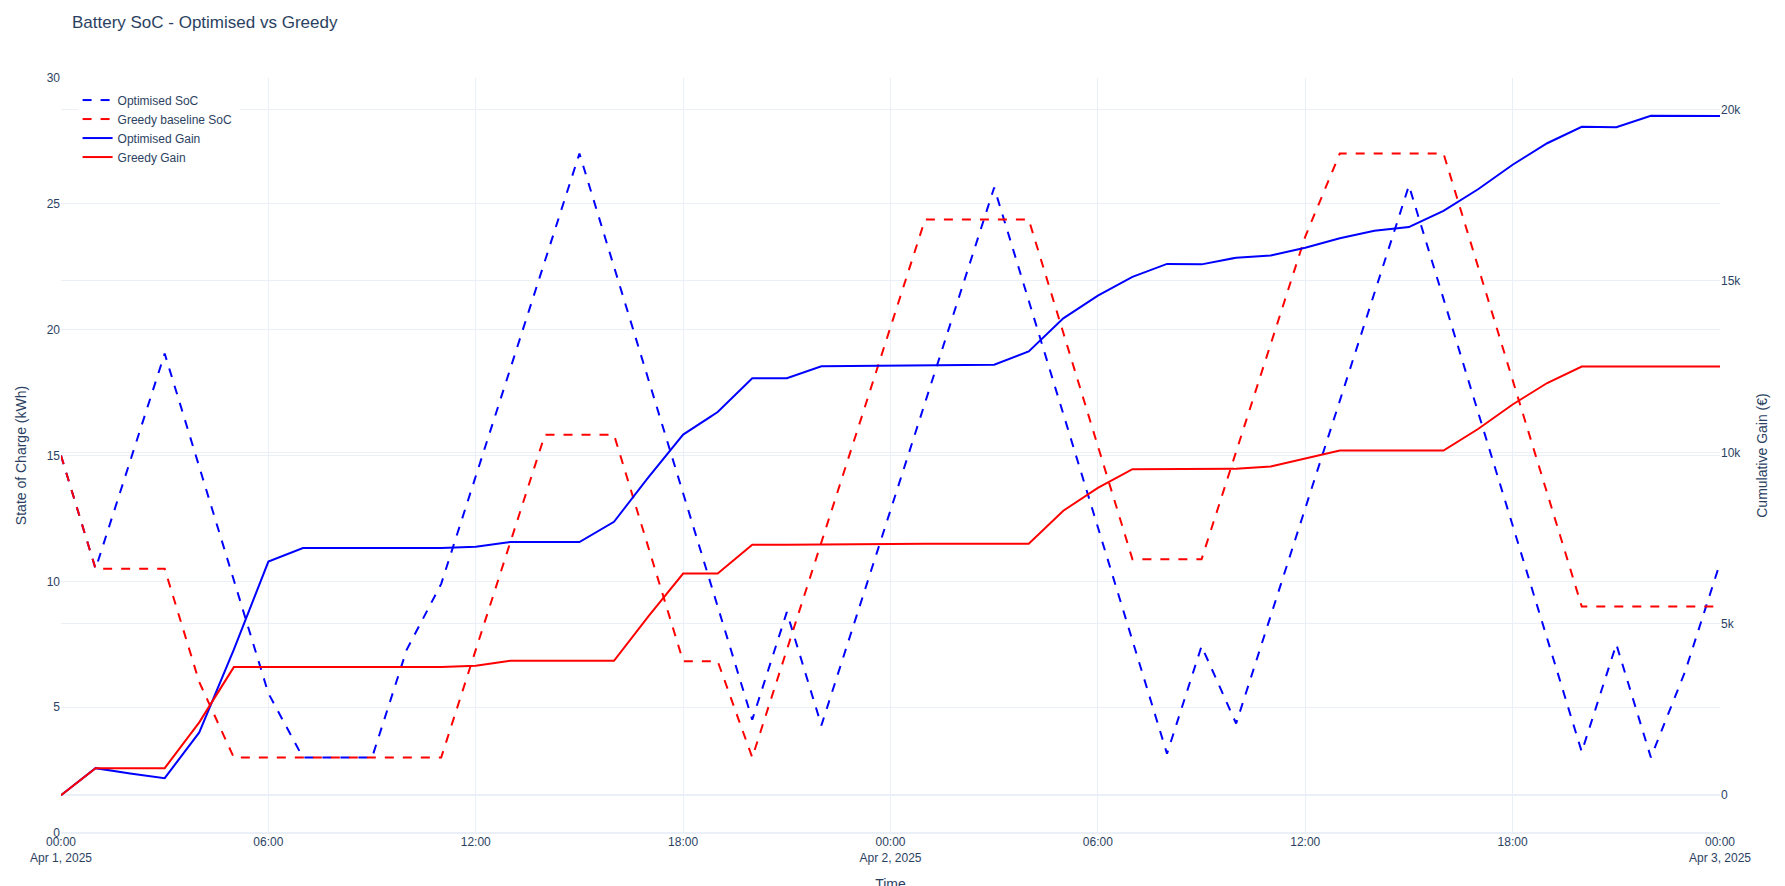 Battery SoC - Optimised vs Greedy
Optimised SoC
Greedy baseline SoC
Optimised Gain
Greedy Gain
30
25
20
15
10
5
0
State of Charge (kWh)
20k
15k
10k
5k
0
Cumulative Gain (€)
00:00 06:00 12:00 18:00 00:00 06:00 12:00 18:00 00:00
Apr 1, 2025 Apr 2, 2025 Apr 3, 2025
Time